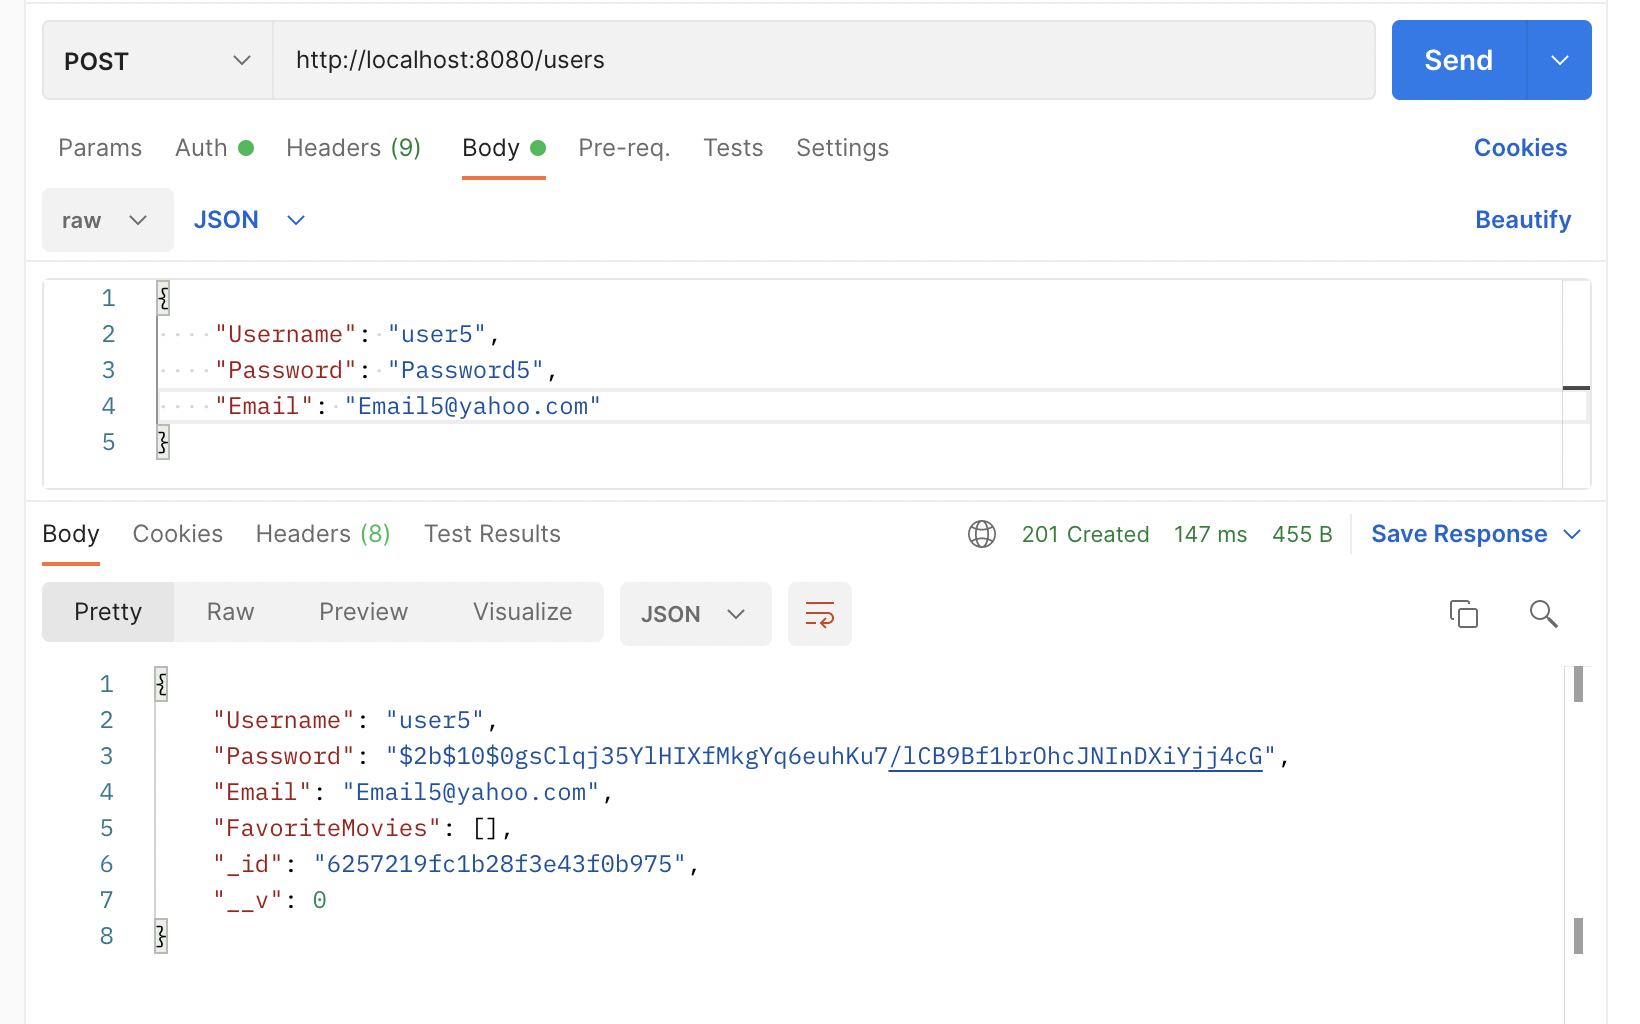 POST http://localhost:8080/users Send
Params Auth Headers (9) Body Pre-req. Tests Settings Cookies
raw JSON Beautify
1 {
2 "Username": "user5",
3 "Password": "Password5",
4 "Email": "Email5@yahoo.com"
5 }
Body Cookies Headers (8) Test Results 201 Created 147 ms 455 B Save Response
Pretty Raw Preview Visualize JSON
1 {
2 "Username": "user5",
3 "Password": "$2b$10$0gsClqj35YlHIXfMkgYq6euhKu7/lCB9Bf1brOhcJNInDXiYjj4cG",
4 "Email": "Email5@yahoo.com",
5 "FavoriteMovies": [],
6 "_id": "6257219fc1b28f3e43f0b975",
7 "__v": 0
8 }